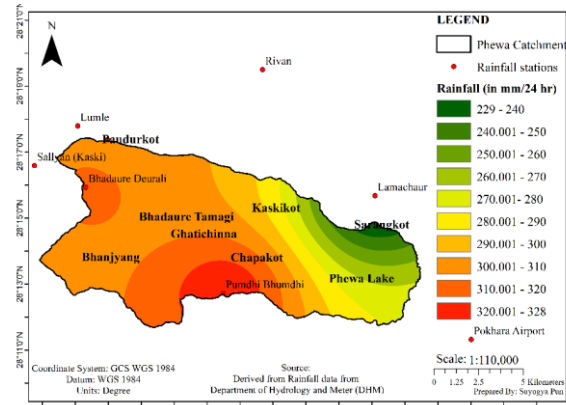 N
28°21'0"N
28°19'0"N
28°17'0"N
28°15'0"N
28°13'0"N
28°11'0"N
Rivan
Lumle
Pandurkot
Sallyan (Kaski)
Bhadaure Deurali
Lamachaur
Kaskikot
Bhadaure Tamagi
Sarangkot
Ghatichinna
Bhanjyang
Chapakot
Phewa Lake
Pumdhi Bhumdhi
Coordinate System: GCS WGS 1984
Datum: WGS 1984
Units: Degree
Source:
Derived from Rainfall data from
Department of Hydrology and Meter (DHM)
LEGEND
Phewa Catchment
Rainfall stations
Rainfall (in mm/24 hr)
229 - 240
240.001 - 250
250.001 - 260
260.001 - 270
270.001 - 280
280.001 - 290
290.001 - 300
300.001 - 310
310.001 - 320
320.001 - 328
Pokhara Airport
Scale: 1:110,000
0 1.25 2.5 5
Kilometers
Prepared By: Suyogya Pun